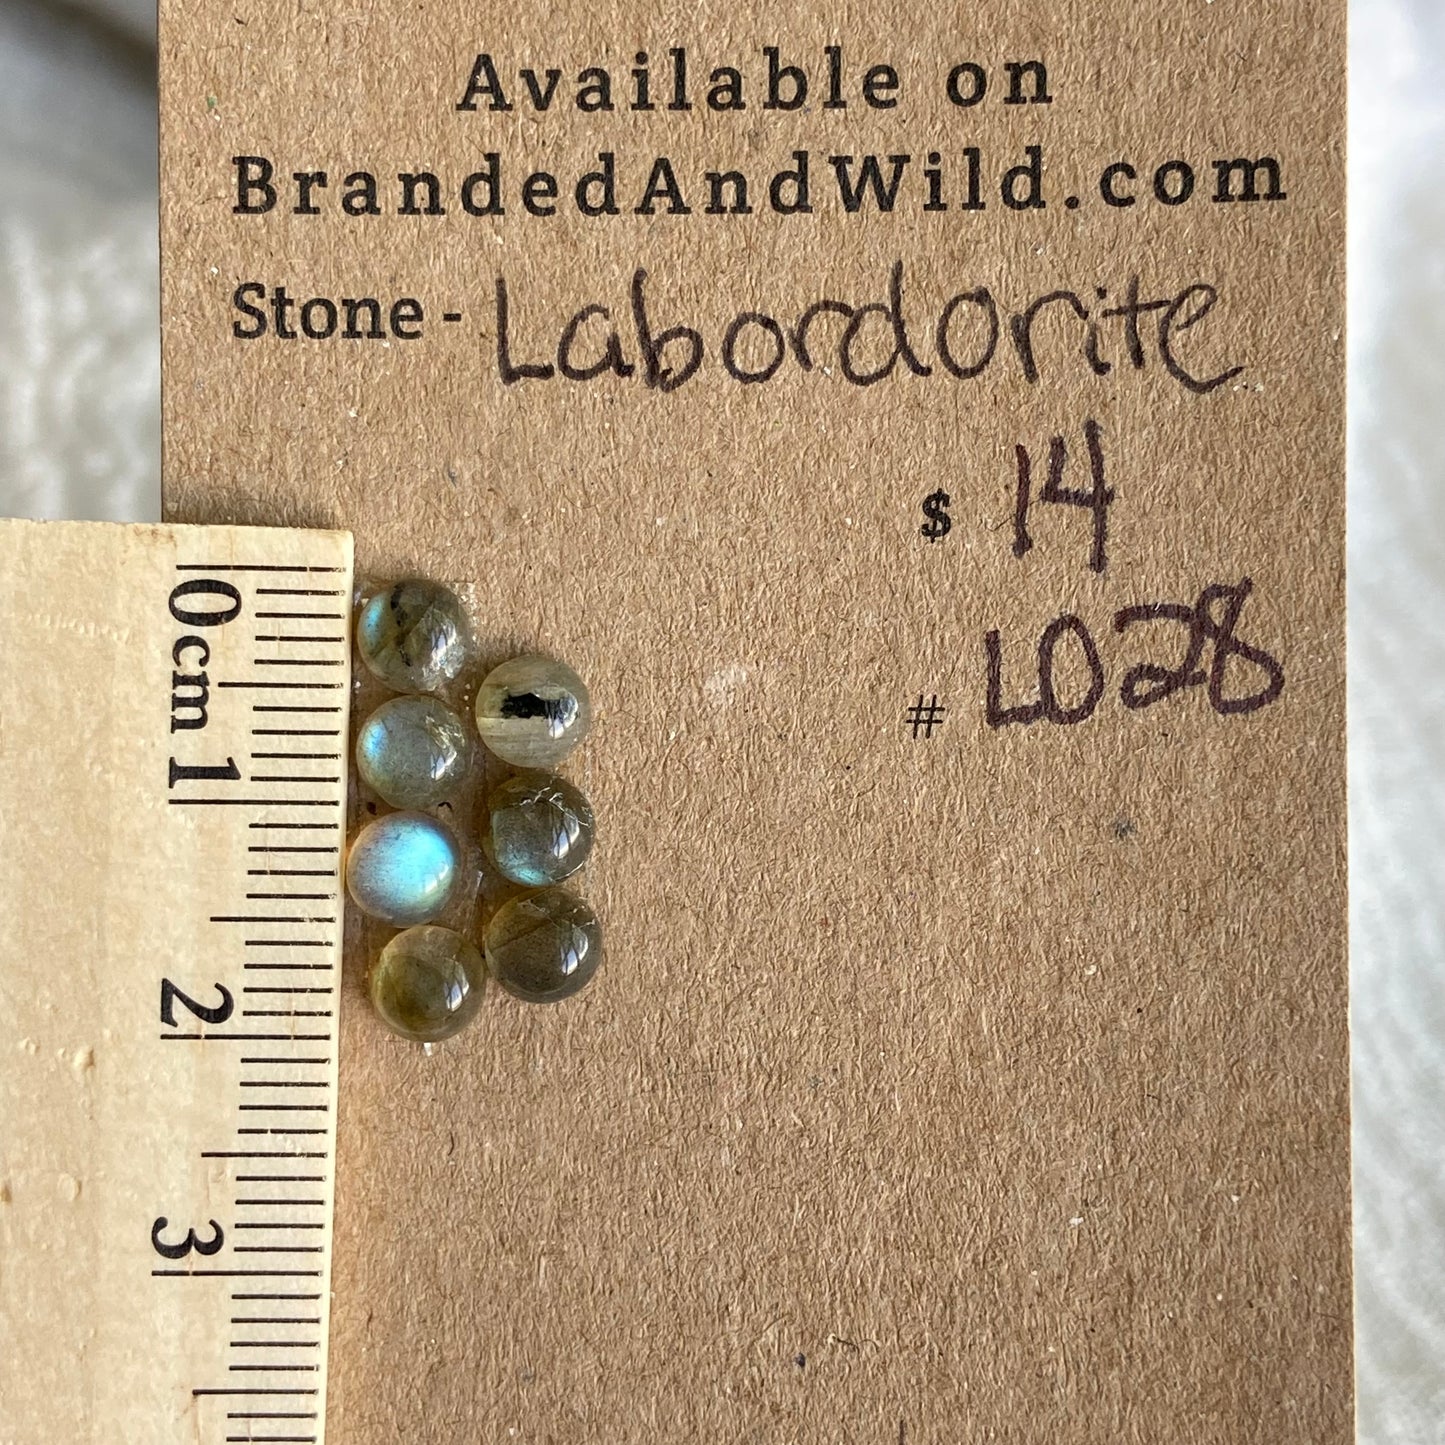 Available on
BrandedAndWild.com
Stone - Labordorite
$ 14
# L028
0cm 1
2
3